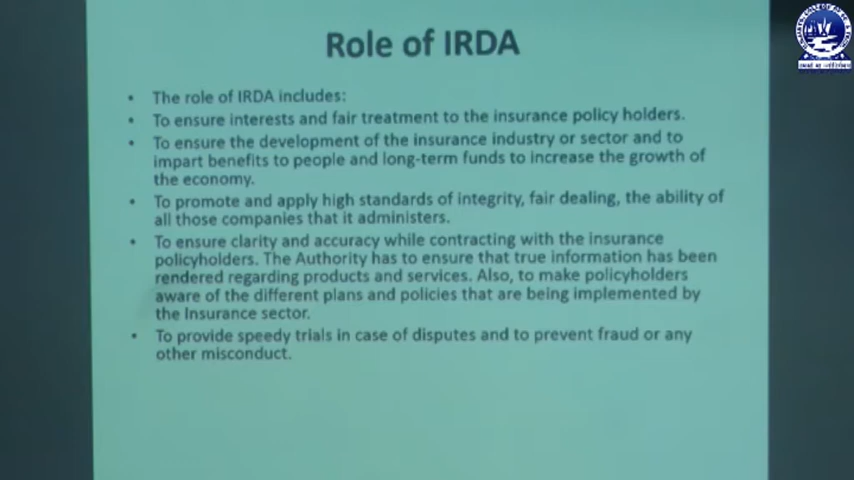 Role of IRDA
• The role of IRDA includes:
• To ensure interests and fair treatment to the insurance policy holders.
• To ensure the development of the insurance industry or sector and to
impart benefits to people and long-term funds to increase the growth of
the economy.
• To promote and apply high standards of integrity, fair dealing, the ability of
all those companies that it administers.
• To ensure clarity and accuracy while contracting with the insurance
policyholders. The Authority has to ensure that true information has been
rendered regarding products and services. Also, to make policyholders
aware of the different plans and policies that are being implemented by
the Insurance sector.
• To provide speedy trials in case of disputes and to prevent fraud or any
other misconduct.